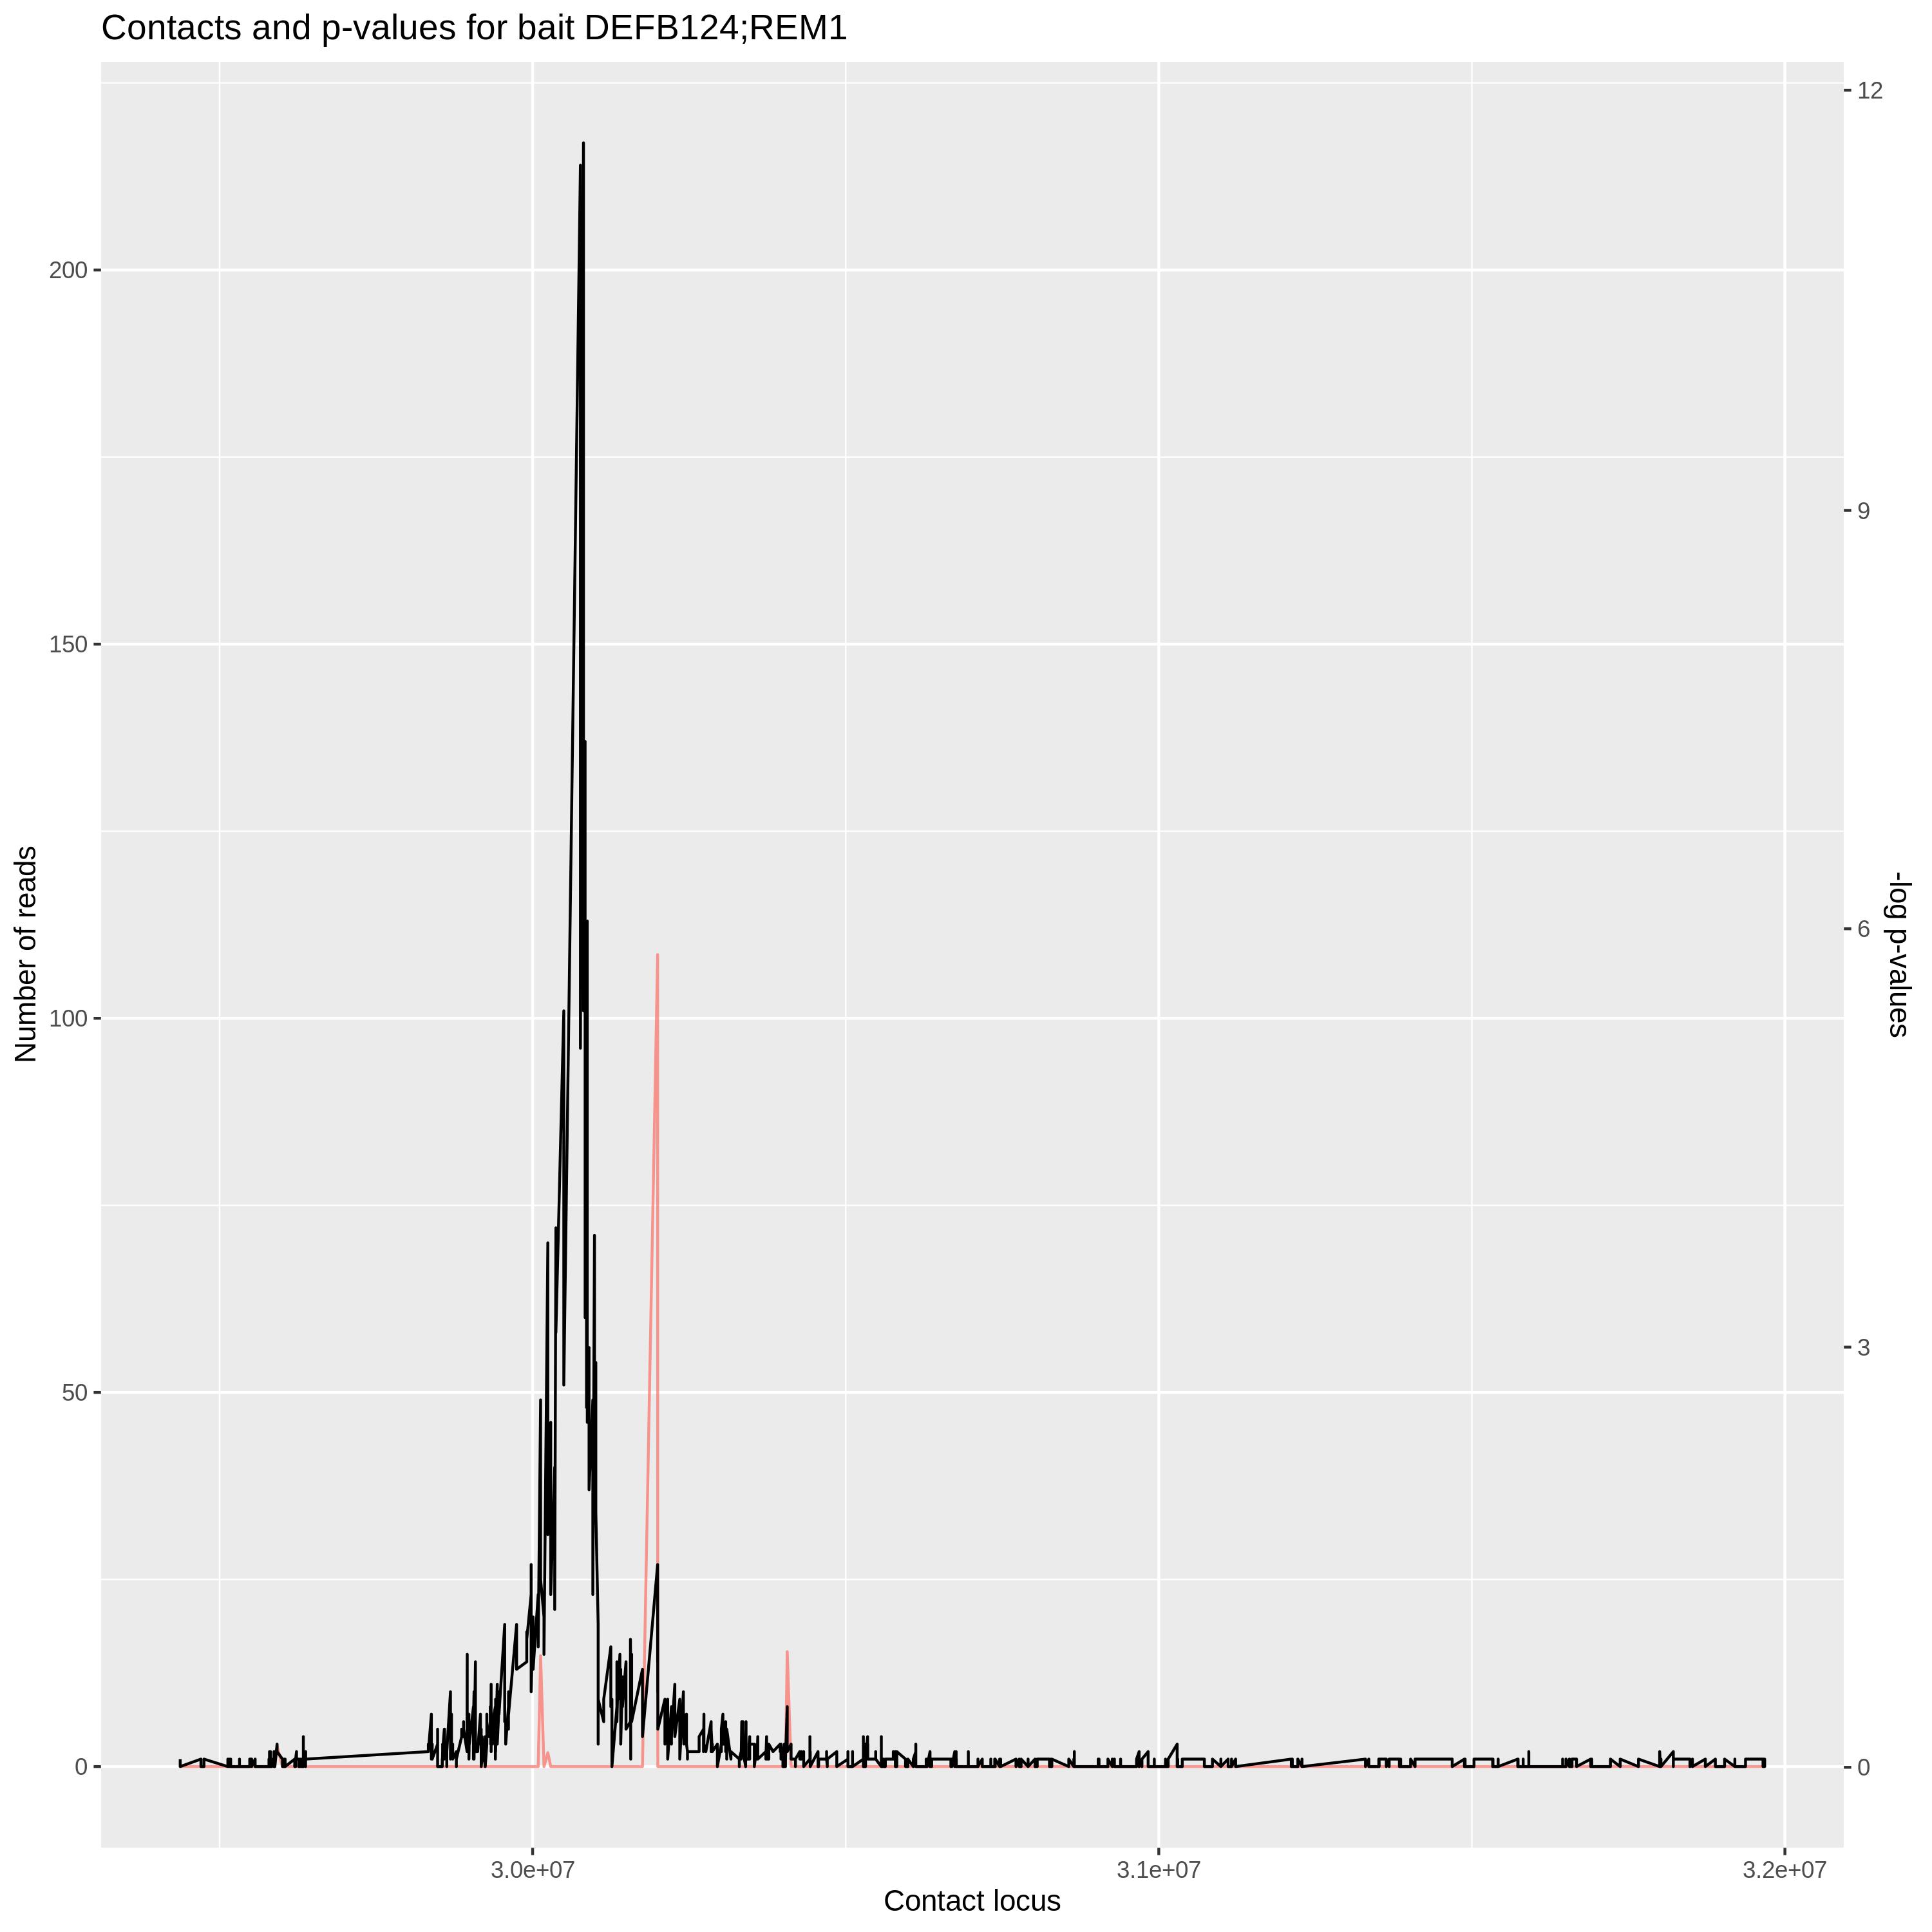 Contacts and p-values for bait DEFB124;REM1
Number of reads
200
150
100
50
0
12
9
6
3
0
-log p-values
3.0e+07
3.1e+07
3.2e+07
Contact locus